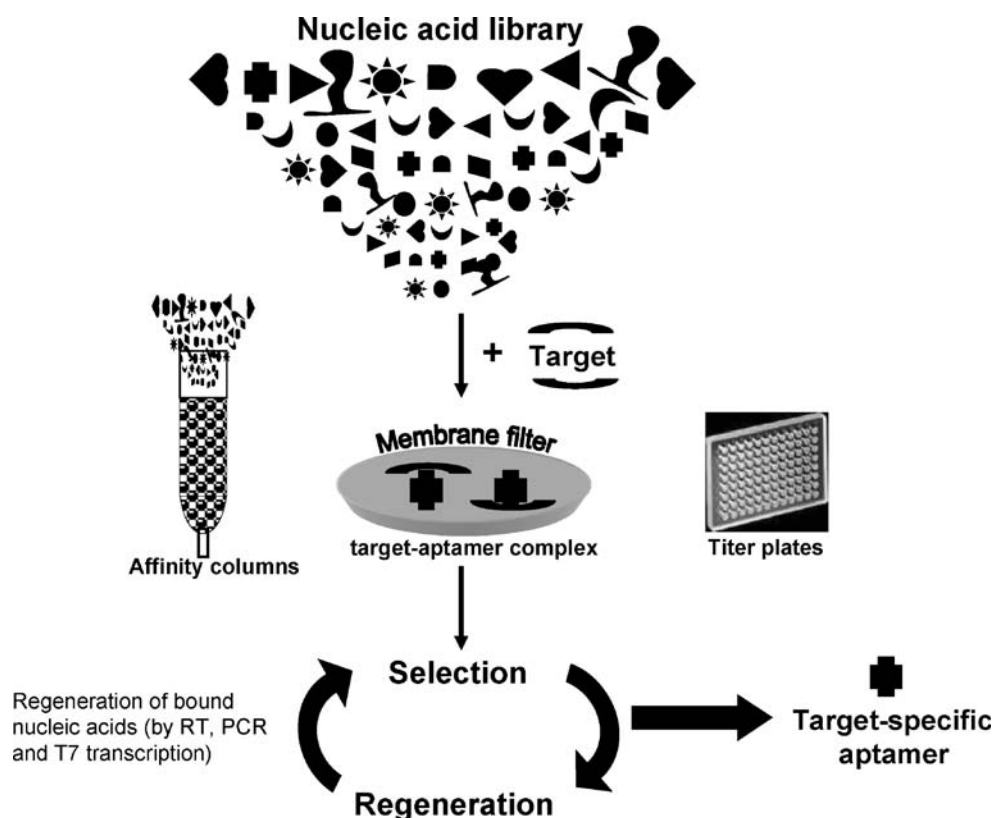 Nucleic acid library
+
Target
Membrane filter
target-aptamer complex
Affinity columns
Titer plates
Selection
Regeneration of bound
nucleic acids (by RT, PCR
and T7 transcription)
Target-specific
aptamer
Regeneration